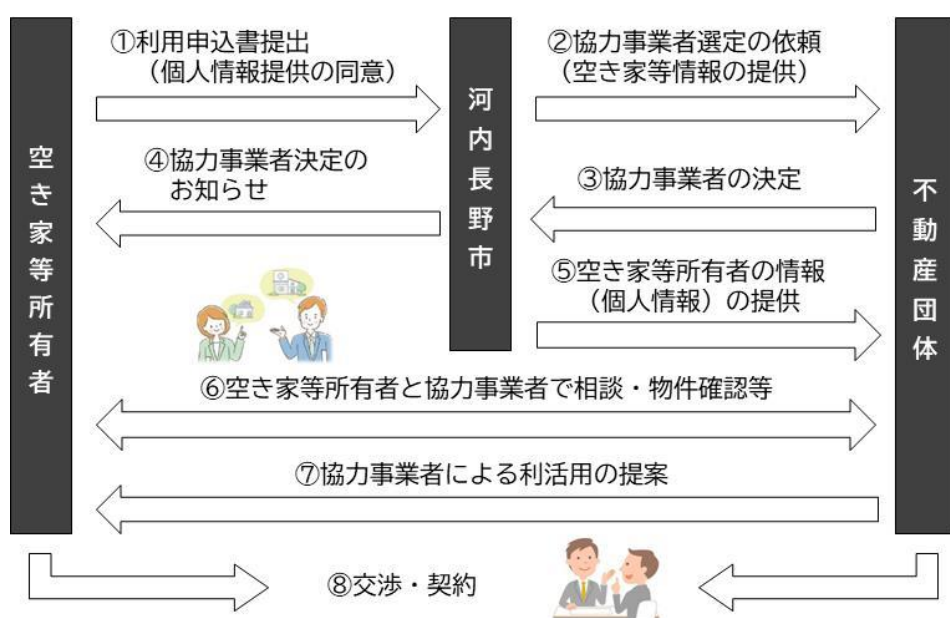 ①利用申込書提出
（個人情報提供の同意）
②協力事業者選定の依頼
（空き家等情報の提供）
④協力事業者決定の
お知らせ
③協力事業者の決定
⑤空き家等所有者の情報
（個人情報）の提供
⑥空き家等所有者と協力事業者で相談・物件確認等
⑦協力事業者による利活用の提案
⑧交渉・契約
空き家等所有者
河内長野市
不動産団体